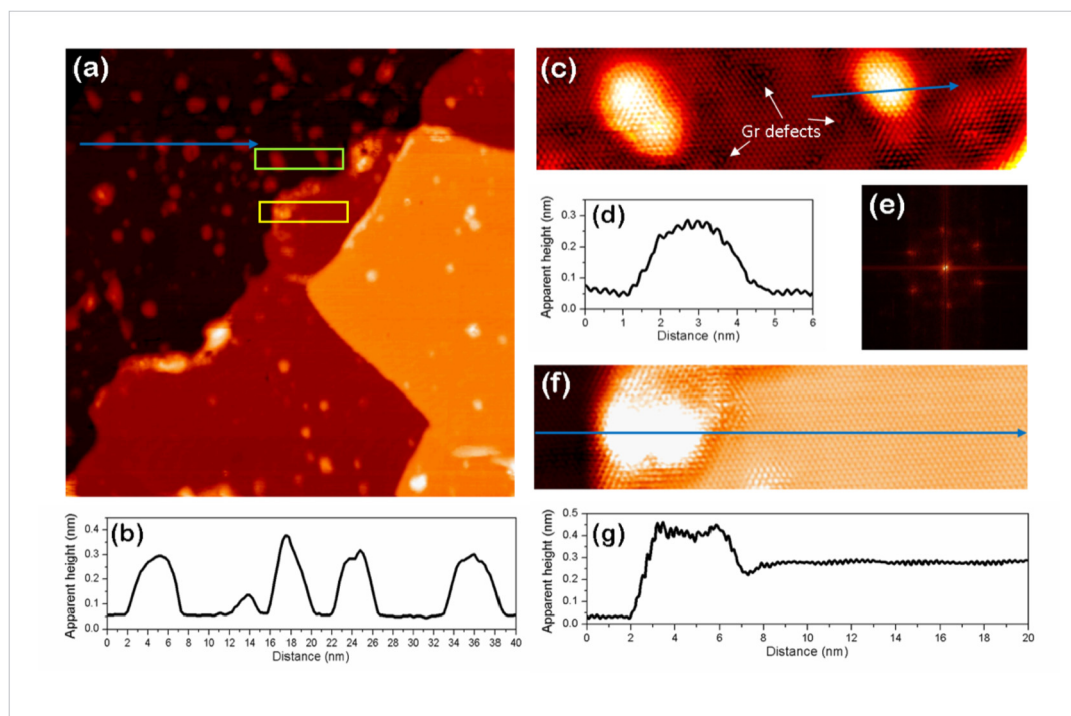 (a)
(b)
Apparent height (nm)
0.4
0.3
0.2
0.1
0.0
0 2 4 6 8 10 12 14 16 18 20 22 24 26 28 30 32 34 36 38 40
Distance (nm)
(c)
Gr defects
(d)
Apparent height (nm)
0.3
0.2
0.1
0.0
0 1 2 3 4 5 6
Distance (nm)
(e)
(f)
(g)
Apparent height (nm)
0.5
0.4
0.3
0.2
0.1
0.0
0 2 4 6 8 10 12 14 16 18 20
Distance (nm)